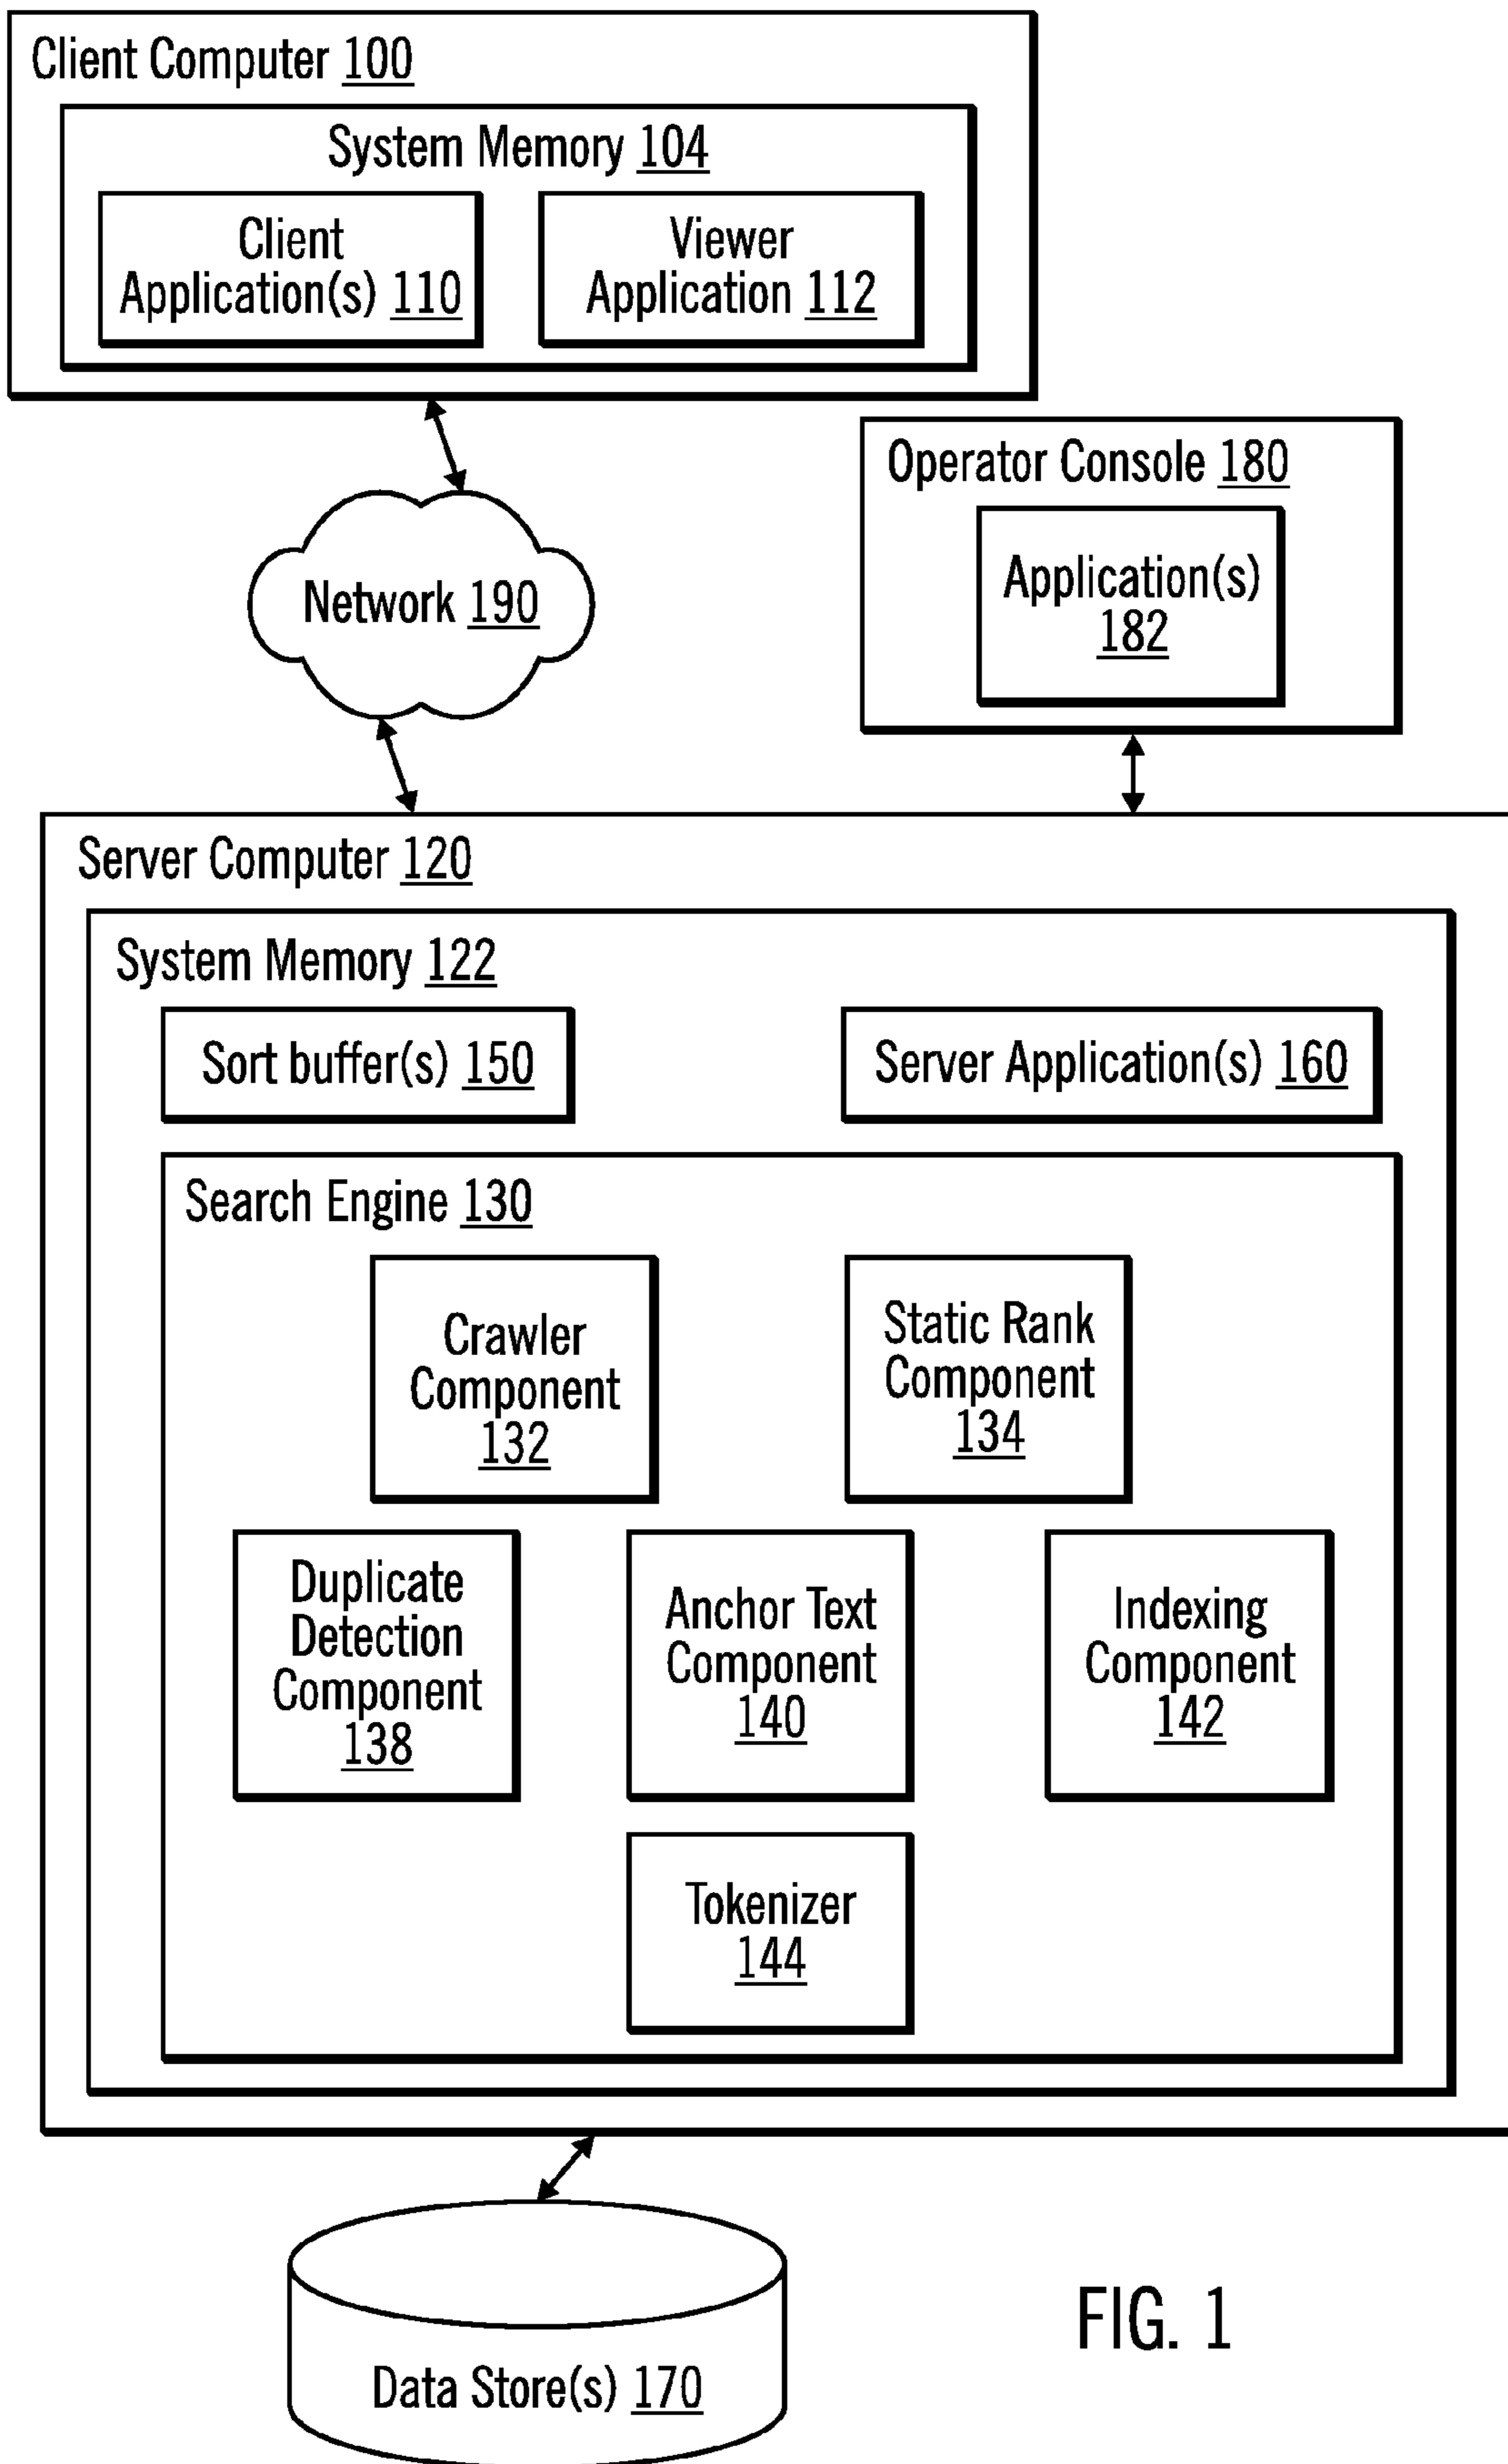 Client Computer 100
System Memory 104
Client
Application(s) 110
Viewer
Application 112
Operator Console 180
Application(s)
182
Network 190
Server Computer 120
System Memory 122
Sort buffer(s) 150
Server Application(s) 160
Search Engine 130
Crawler
Component
132
Static Rank
Component
134
Duplicate
Detection
Component
138
Anchor Text
Component
140
Indexing
Component
142
Tokenizer
144
Data Store(s) 170
FIG. 1